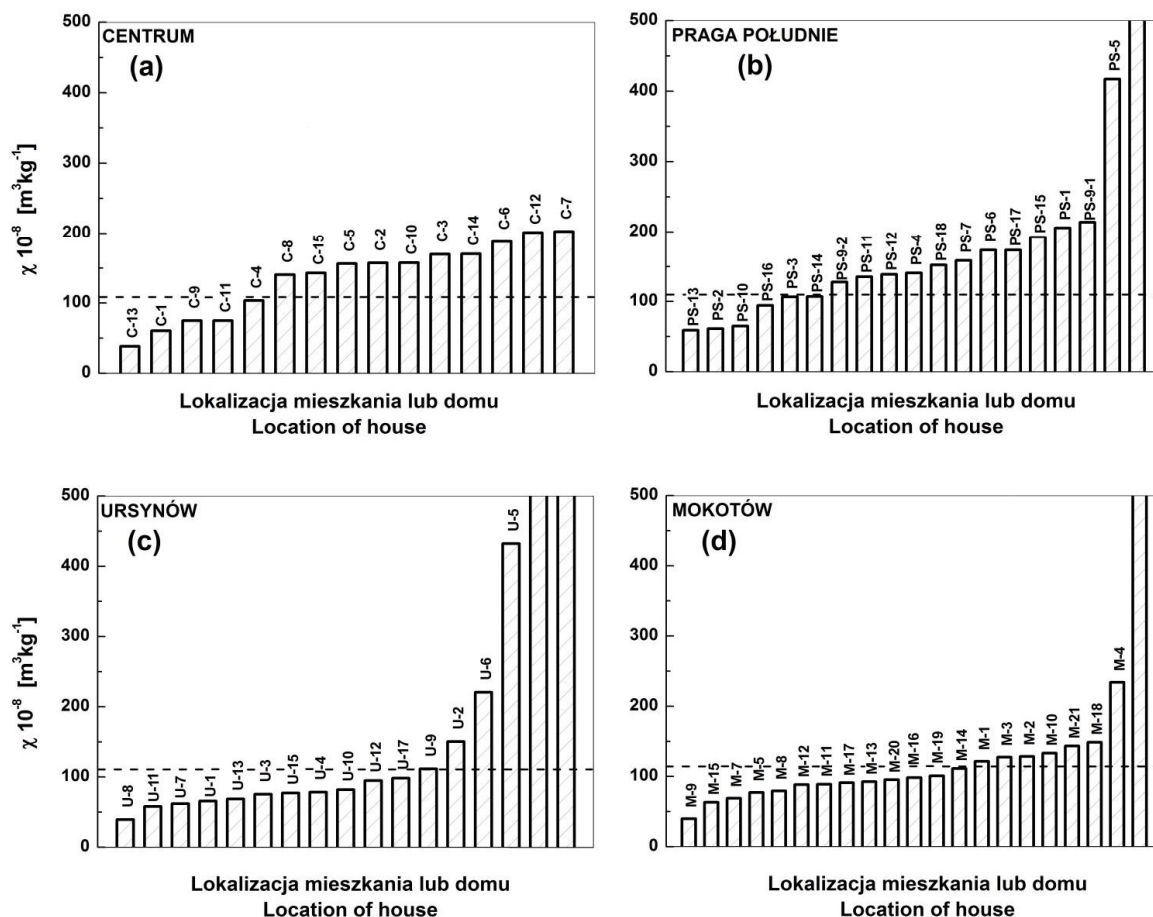 χ 10⁻⁸ [m³kg⁻¹]
500
400
300
200
100
0
CENTRUM
(a)
C-13
C-1
C-9
C-11
C-4
C-8
C-15
C-5
C-2
C-10
C-3
C-14
C-6
C-12
C-7
Lokalizacja mieszkania lub domu
Location of house
500
400
300
200
100
0
PRAGA POŁUDNIE
(b)
PS-13
PS-2
PS-10
PS-16
PS-3
PS-14
PS-9-2
PS-11
PS-12
PS-4
PS-18
PS-7
PS-6
PS-17
PS-15
PS-1
PS-9-1
PS-5
Lokalizacja mieszkania lub domu
Location of house
χ 10⁻⁸ [m³kg⁻¹]
500
400
300
200
100
0
URSYNÓW
(c)
U-8
U-11
U-7
U-1
U-13
U-3
U-15
U-4
U-10
U-12
U-17
U-9
U-2
U-6
U-5
Lokalizacja mieszkania lub domu
Location of house
500
400
300
200
100
0
MOKOTÓW
(d)
M-9
M-15
M-7
M-5
M-8
M-12
M-11
M-17
M-13
M-20
M-16
M-19
M-14
M-1
M-3
M-2
M-10
M-21
M-18
M-4
Lokalizacja mieszkania lub domu
Location of house